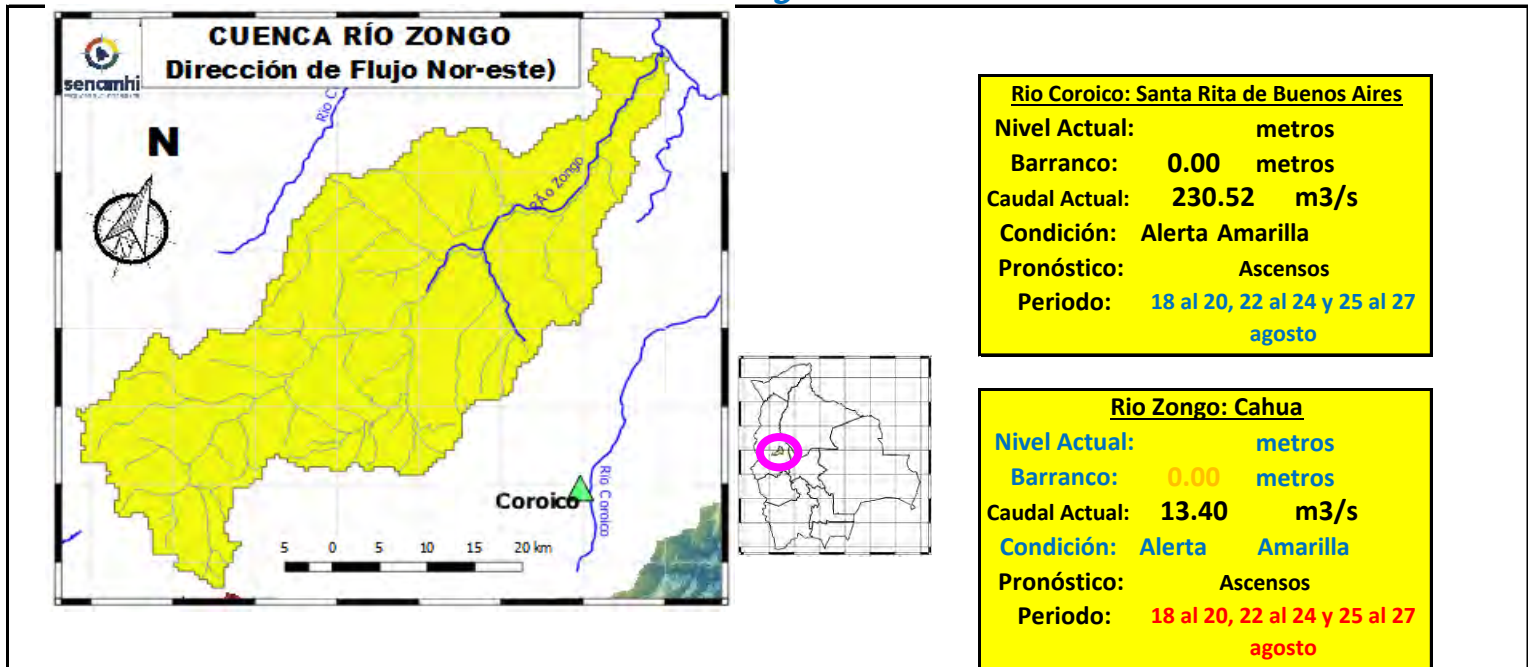 CUENCA RÍO ZONGO
Dirección de Flujo Nor-este)
senamhi
N
Río C
RÃo Zongo
Río Coroico
Coroico
5 0 5 10 15 20 km
Rio Coroico: Santa Rita de Buenos Aires
Nivel Actual: metros
Barranco: 0.00 metros
Caudal Actual: 230.52 m3/s
Condición: Alerta Amarilla
Pronóstico: Ascensos
Periodo: 18 al 20, 22 al 24 y 25 al 27
agosto
Rio Zongo: Cahua
Nivel Actual: metros
Barranco: 0.00 metros
Caudal Actual: 13.40 m3/s
Condición: Alerta Amarilla
Pronóstico: Ascensos
Periodo: 18 al 20, 22 al 24 y 25 al 27
agosto